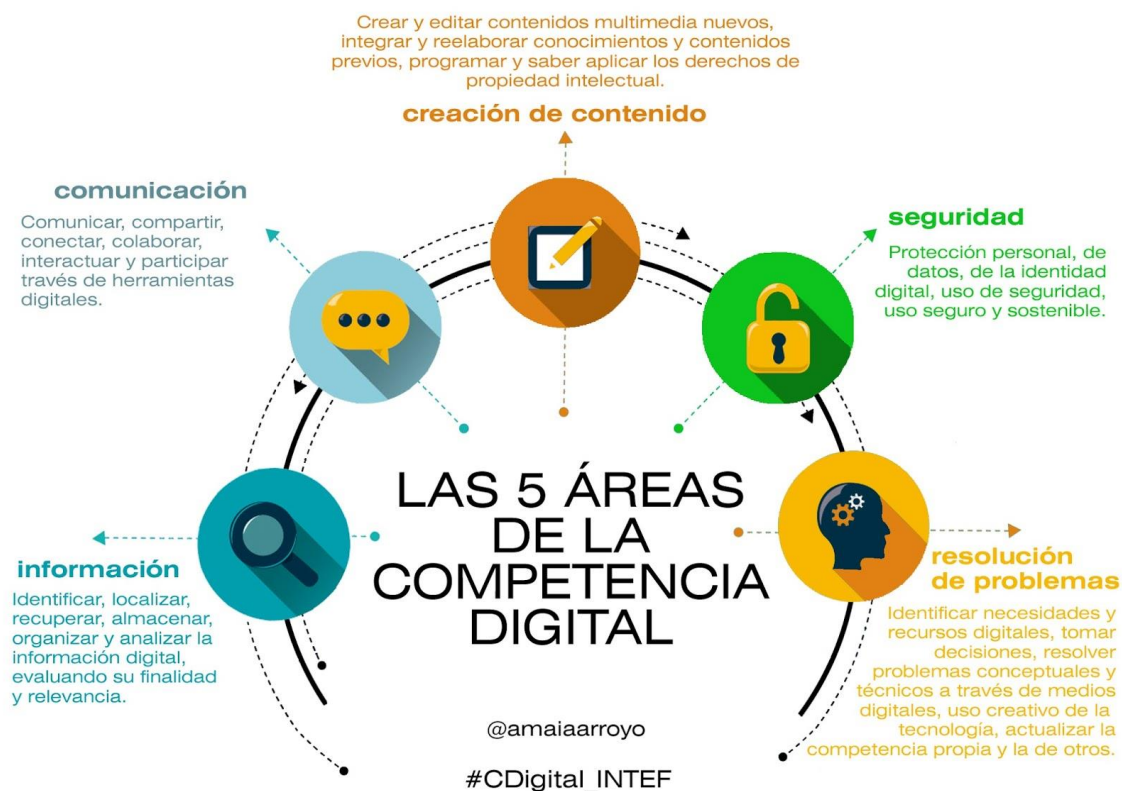 Crear y editar contenidos multimedia nuevos,
integrar y reelaborar conocimientos y contenidos
previos, programar y saber aplicar los derechos de
propiedad intelectual.
creación de contenido
comunicación
Comunicar, compartir,
conectar, colaborar,
interactuar y participar
través de herramientas
digitales.
seguridad
Protección personal, de
datos, de la identidad
digital, uso de seguridad,
uso seguro y sostenible.
información
Identificar, localizar,
recuperar, almacenar,
organizar y analizar la
información digital,
evaluando su finalidad
y relevancia.
LAS 5 ÁREAS
DE LA
COMPETENCIA
DIGITAL
resolución
de problemas
Identificar necesidades y
recursos digitales, tomar
decisiones, resolver
problemas conceptuales y
técnicos a través de medios
digitales, uso creativo de la
tecnología, actualizar la
competencia propia y la de otros.
@amaiaarroyo
#CDigital_INTEF